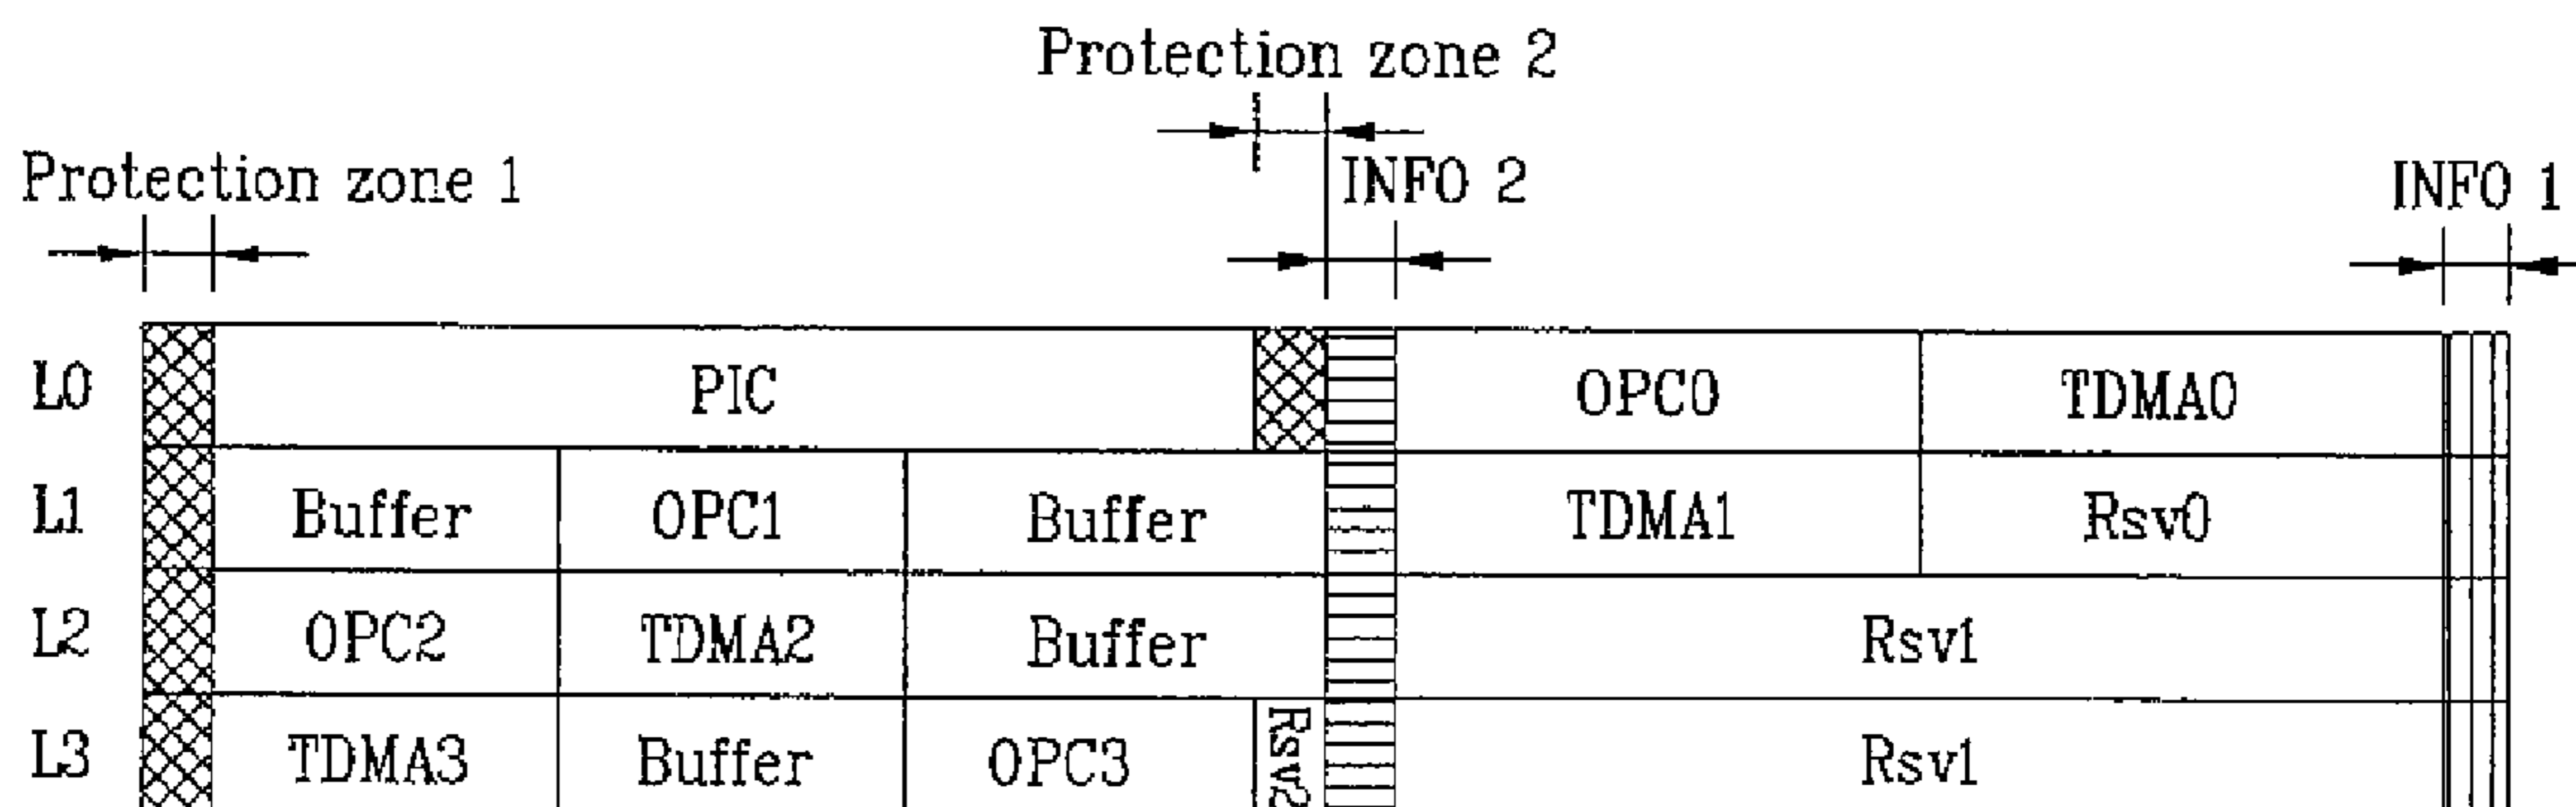 Protection zone 2
Protection zone 1
INFO 2
INFO 1
L0 PIC OPC0 TDMA0
L1 Buffer OPC1 Buffer TDMA1 Rsv0
L2 OPC2 TDMA2 Buffer Rsv1
L3 TDMA3 Buffer OPC3 Rsv2 Rsv1